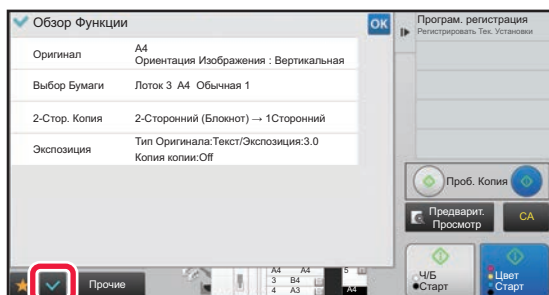 Обзор Функции
OK
Оригинал
A4
Ориентация Изображения : Вертикальная
Выбор Бумаги
Лоток 3 A4 Обычная 1
2-Стор. Копия
2-Сторонний (Блокнот) → 1Сторонний
Экспозиция
Тип Оригинала:Текст/Экспозиция:3.0
Копия копии:Off
Прочие
A4 A4
3 B4
4 A3
5
A4
Програм. регистрация
Регистрировать Тек. Установки
Проб. Копия
Предварит.
Просмотр
CA
Ч/Б
Старт
Цвет
Старт